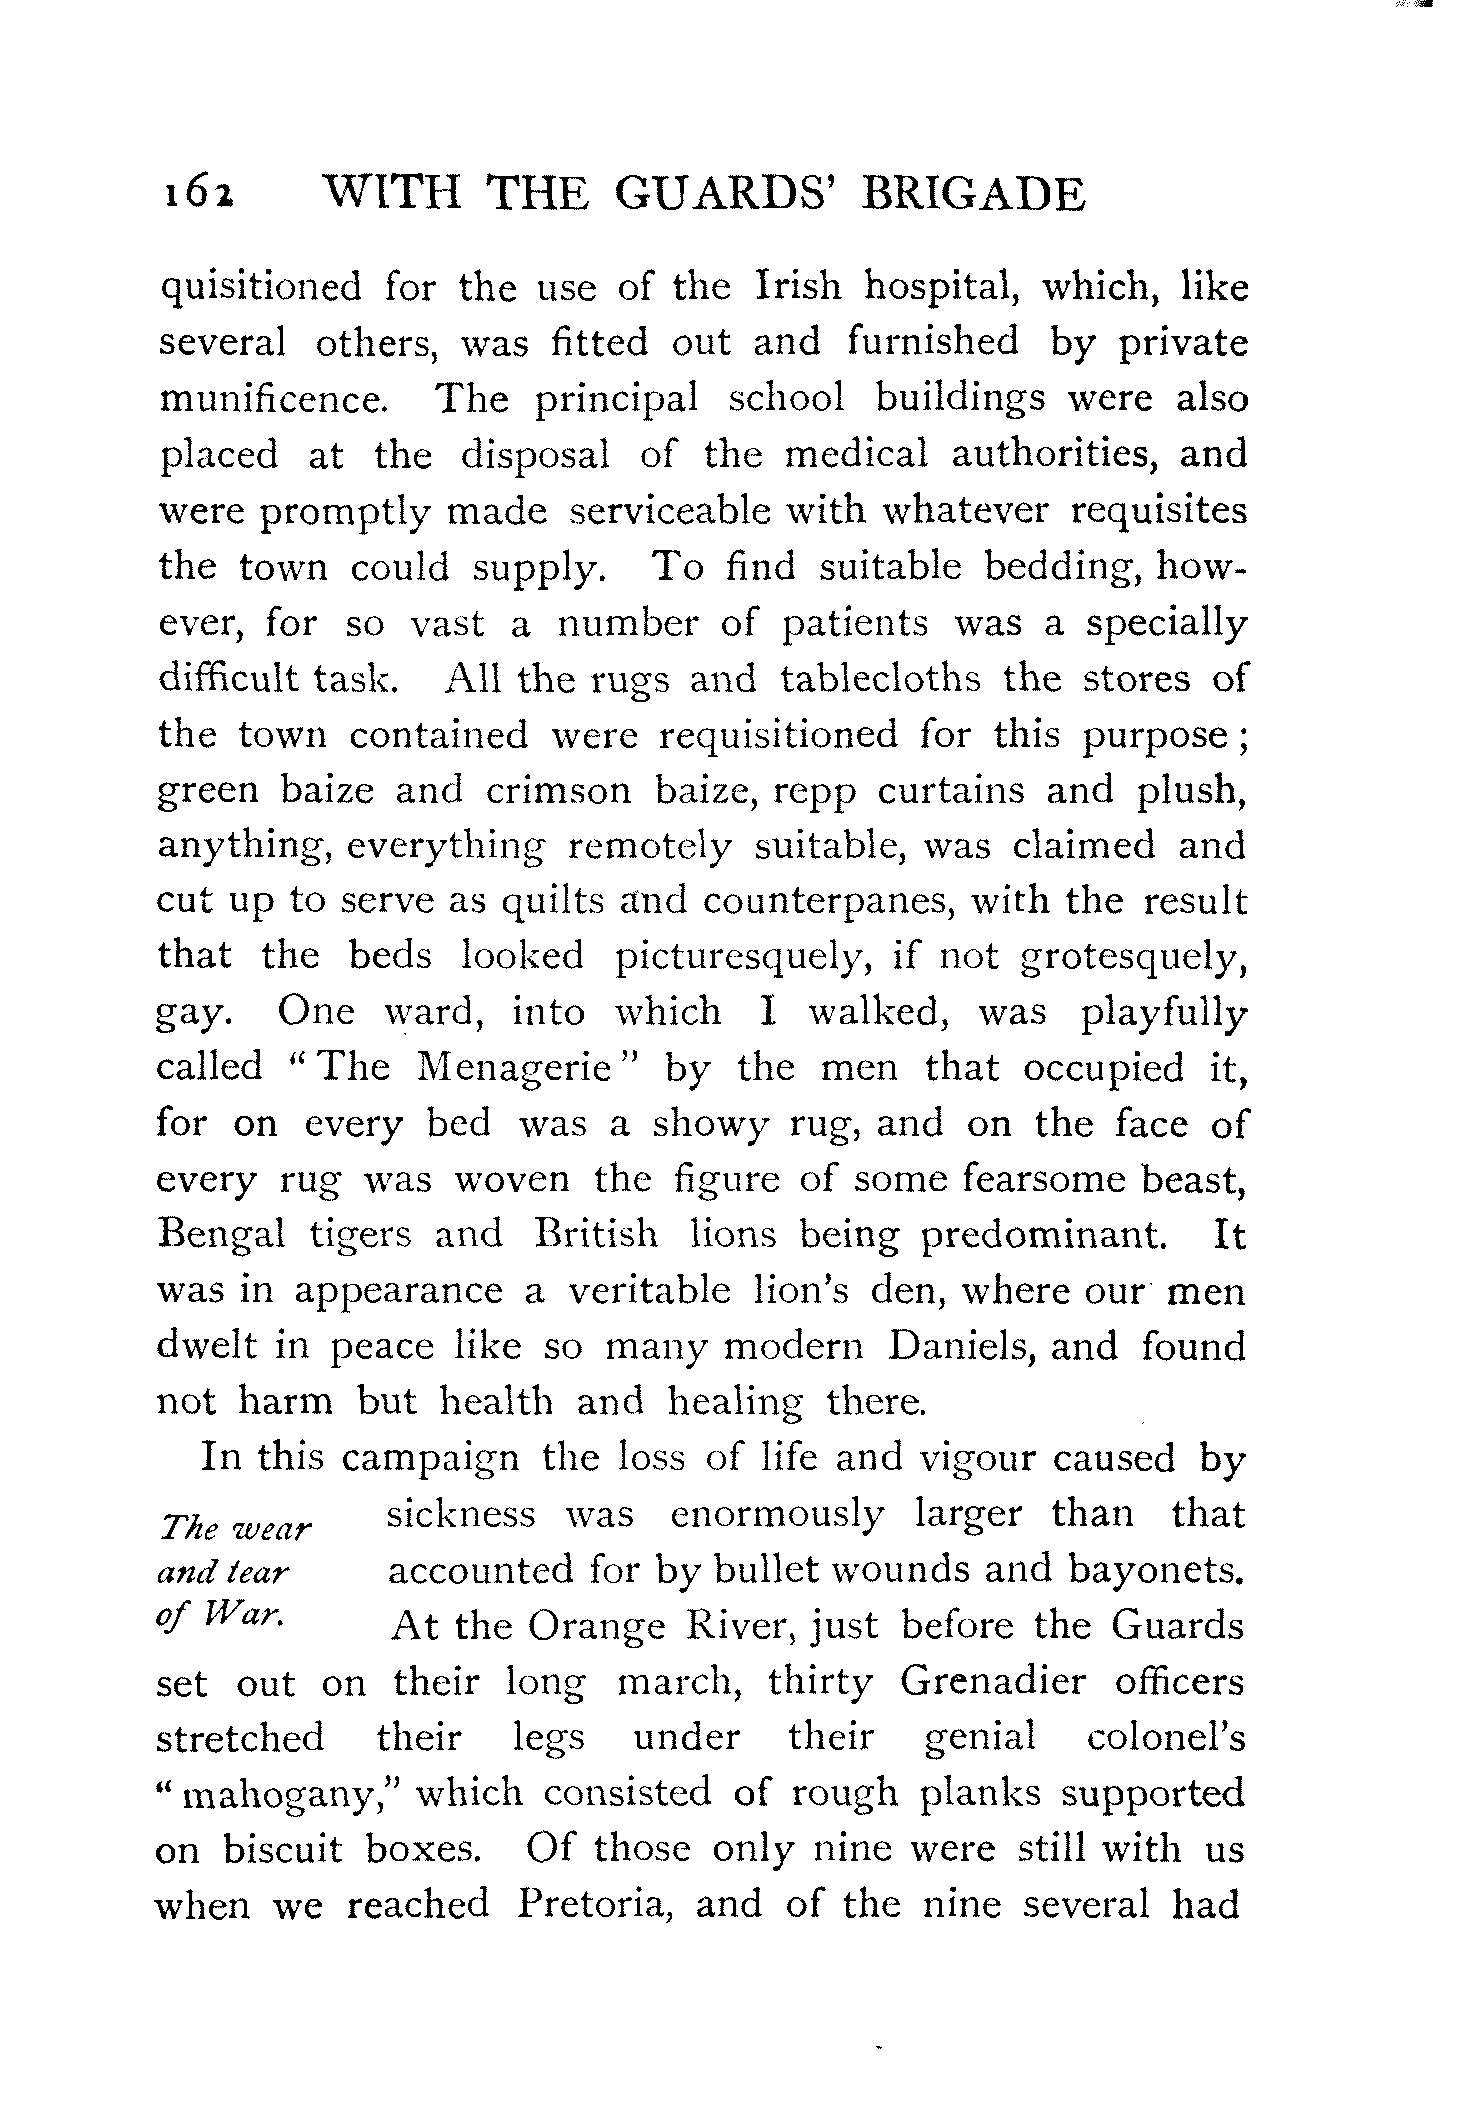 162 WITH THE GUARDS' BRIGADE
quisitioned for the use of the Irish hospital, which, like
several others, was fitted out and furnished by private
munificence. The principal school buildings were also
placed at the disposal of the medical authorities, and
were promptly made serviceable with whatever requisites
the town could supply. To find suitable bedding, how-
ever, for so vast a number of patients was a specially
difficult task. All the rugs and tablecloths the stores of
the town contained were requisitioned for this purpose;
green baize and crimson baize, repp curtains and plush,
anything, everything remotely suitable, was claimed and
cut up to serve as quilts and counterpanes, with the result
that the beds looked picturesquely, if not grotesquely,
gay. One ward, into which I walked, was playfully
called "The Menagerie" by the men that occupied it,
for on every bed was a showy rug, and on the face of
every rug was woven the figure of some fearsome beast,
Bengal tigers and British lions being predominant. It
was in appearance a veritable lion's den, where our men
dwelt in peace like so many modern Daniels, and found
not harm but health and healing there.
In this campaign the loss of life and vigour caused by
The wear
and tear
of War.
sickness was enormously larger than that
accounted for by bullet wounds and bayonets.
At the Orange River, just before the Guards
set out on their long march, thirty Grenadier officers
stretched their legs under their genial colonel's
"mahogany," which consisted of rough planks supported
on biscuit boxes. Of those only nine were still with us
when we reached Pretoria, and of the nine several had